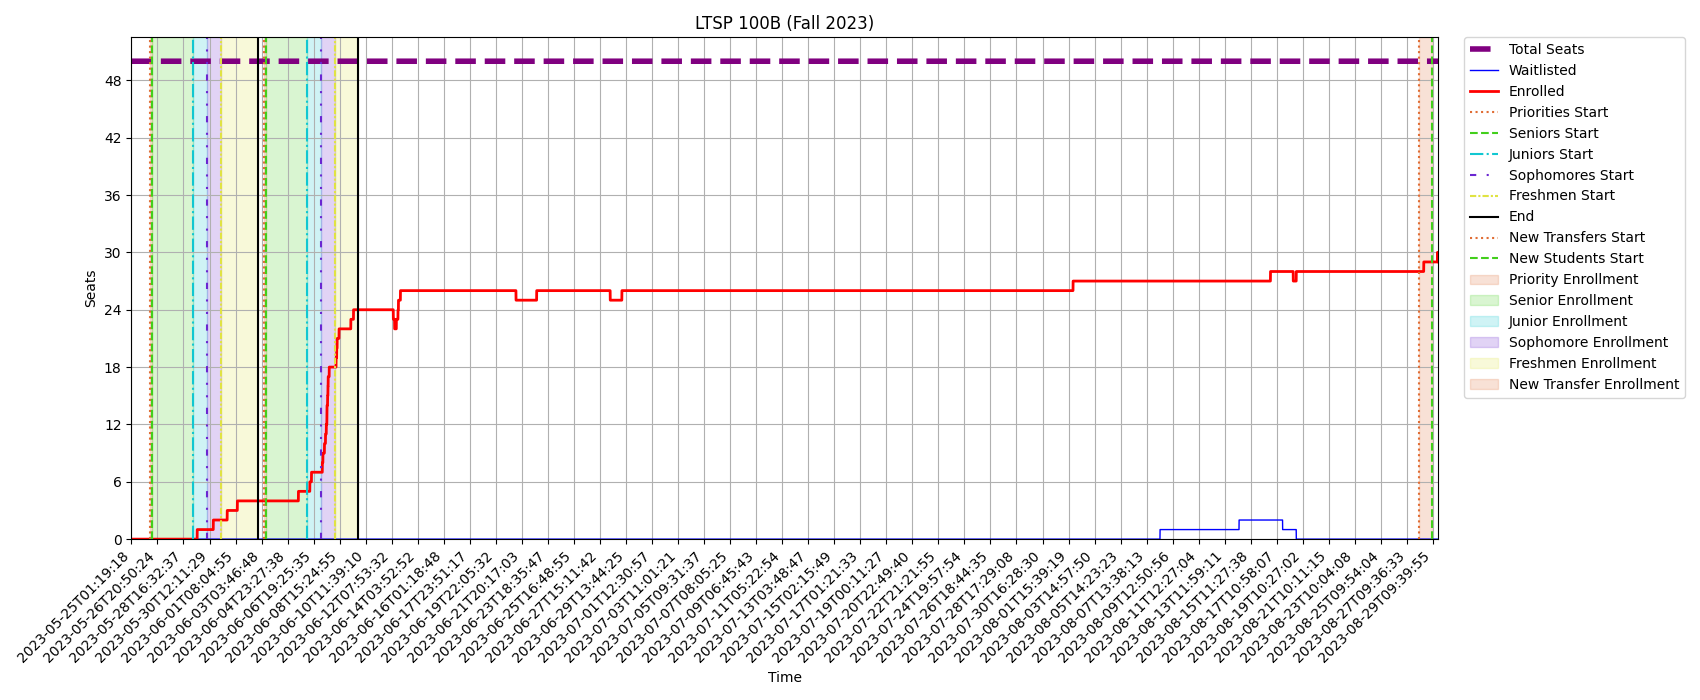 LTSP 100B (Fall 2023)
Seats
48
42
36
30
24
18
12
6
0
2023-05-25T01:19:18
2023-05-26T20:50:24
2023-05-28T16:32:37
2023-05-30T12:11:29
2023-06-01T08:04:55
2023-06-03T03:46:48
2023-06-04T23:27:38
2023-06-06T19:25:35
2023-06-08T15:24:55
2023-06-10T11:39:10
2023-06-12T07:53:32
2023-06-14T03:52:52
2023-06-16T01:18:48
2023-06-17T23:51:17
2023-06-19T22:05:32
2023-06-21T20:17:03
2023-06-23T18:35:47
2023-06-25T16:48:55
2023-06-27T15:11:42
2023-06-29T13:44:25
2023-07-01T12:30:57
2023-07-03T11:01:21
2023-07-05T09:31:37
2023-07-07T08:05:25
2023-07-09T06:45:43
2023-07-11T05:22:54
2023-07-13T03:48:47
2023-07-15T02:15:49
2023-07-17T01:21:33
2023-07-19T00:11:27
2023-07-20T22:49:40
2023-07-22T21:21:55
2023-07-24T19:57:54
2023-07-26T18:44:35
2023-07-28T17:29:08
2023-07-30T16:28:30
2023-08-01T15:39:19
2023-08-03T14:57:50
2023-08-05T14:23:23
2023-08-07T13:38:13
2023-08-09T12:50:56
2023-08-11T12:27:04
2023-08-13T11:59:11
2023-08-15T11:27:38
2023-08-17T10:58:07
2023-08-19T10:27:02
2023-08-21T10:11:15
2023-08-23T10:04:08
2023-08-25T09:54:04
2023-08-27T09:36:33
2023-08-29T09:39:55
Time
Total Seats
Waitlisted
Enrolled
Priorities Start
Seniors Start
Juniors Start
Sophomores Start
Freshmen Start
End
New Transfers Start
New Students Start
Priority Enrollment
Senior Enrollment
Junior Enrollment
Sophomore Enrollment
Freshmen Enrollment
New Transfer Enrollment